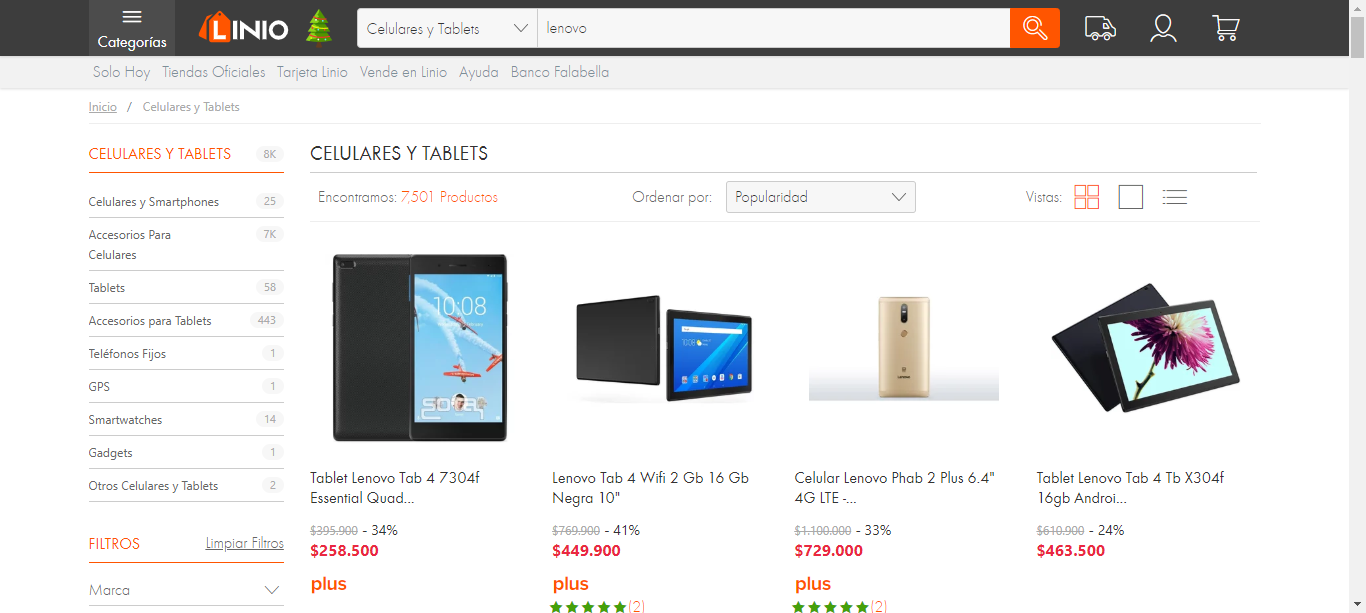 Categorías
LINIO
Celulares y Tablets
lenovo
Solo Hoy Tiendas Oficiales Tarjeta Linio Vende en Linio Ayuda Banco Falabella
Inicio / Celulares y Tablets
CELULARES Y TABLETS 8K
Celulares y Smartphones 25
Accesorios Para Celulares 7K
Tablets 58
Accesorios para Tablets 443
Teléfonos Fijos 1
GPS 1
Smartwatches 14
Gadgets 1
Otros Celulares y Tablets 2
FILTROS Limpiar Filtros
Marca
CELULARES Y TABLETS
Encontramos: 7,501 Productos
Ordenar por: Popularidad
Vistas:
10:08
Tablet Lenovo Tab 4 7304f
Essential Quad...
$395.900 - 34%
$258.500
plus
Lenovo Tab 4 Wifi 2 Gb 16 Gb
Negra 10"
$769.900 - 41%
$449.900
plus
(2)
Celular Lenovo Phab 2 Plus 6.4"
4G LTE -...
$1.100.000 - 33%
$729.000
plus
(2)
Tablet Lenovo Tab 4 Tb X304f
16gb Androi...
$610.900 - 24%
$463.500